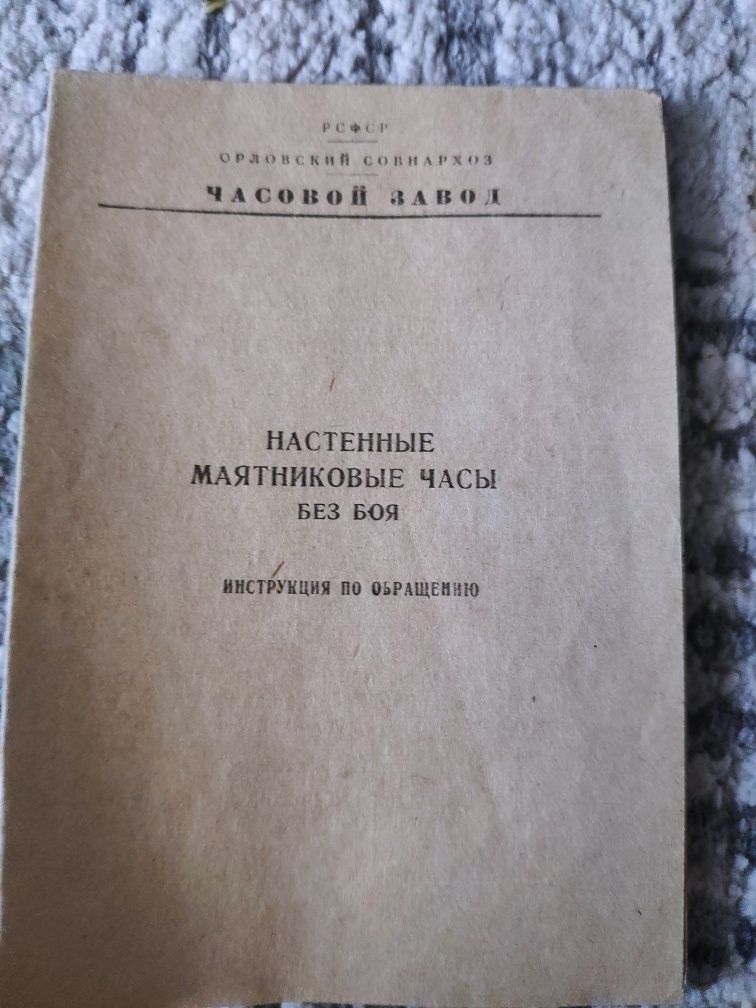 РСФСР
ОРЛОВСКИЙ СОВНАРХОЗ
ЧАСОВОЙ ЗАВОД
НАСТЕННЫЕ
МАЯТНИКОВЫЕ ЧАСЫ
БЕЗ БОЯ
ИНСТРУКЦИЯ ПО ОБРАЩЕНИЮ